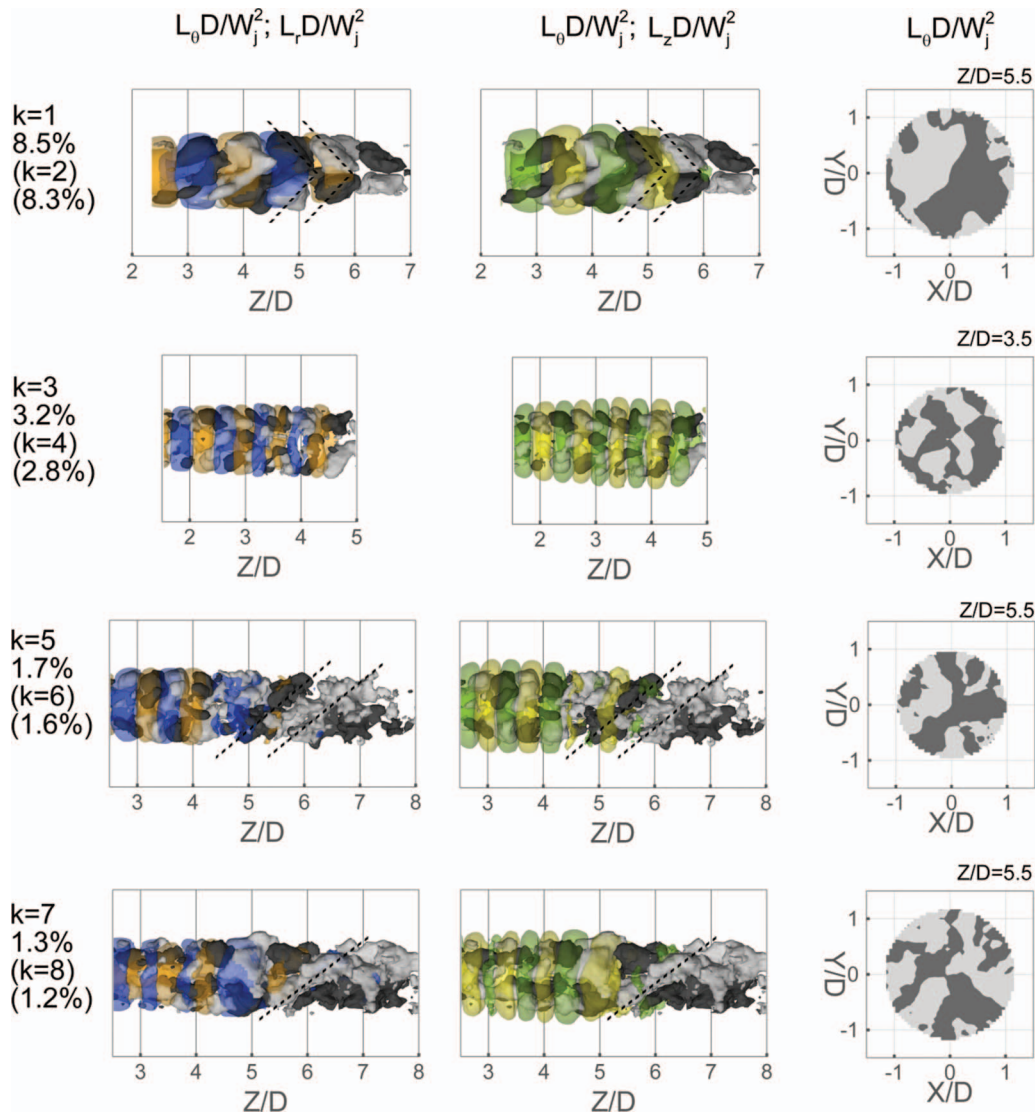 LθD/Wj²; LrD/Wj²
LθD/Wj²; LzD/Wj²
LθD/Wj²
k=1
8.5%
(k=2)
(8.3%)
2 3 4 5 6 7
Z/D
2 3 4 5 6 7
Z/D
Z/D=5.5
Y/D
1
0
-1
-1 0 1
X/D
k=3
3.2%
(k=4)
(2.8%)
2 3 4 5
Z/D
2 3 4 5
Z/D
Z/D=3.5
Y/D
1
0
-1
-1 0 1
X/D
k=5
1.7%
(k=6)
(1.6%)
3 4 5 6 7 8
Z/D
3 4 5 6 7 8
Z/D
Z/D=5.5
Y/D
1
0
-1
-1 0 1
X/D
k=7
1.3%
(k=8)
(1.2%)
3 4 5 6 7 8
Z/D
3 4 5 6 7 8
Z/D
Z/D=5.5
Y/D
1
0
-1
-1 0 1
X/D